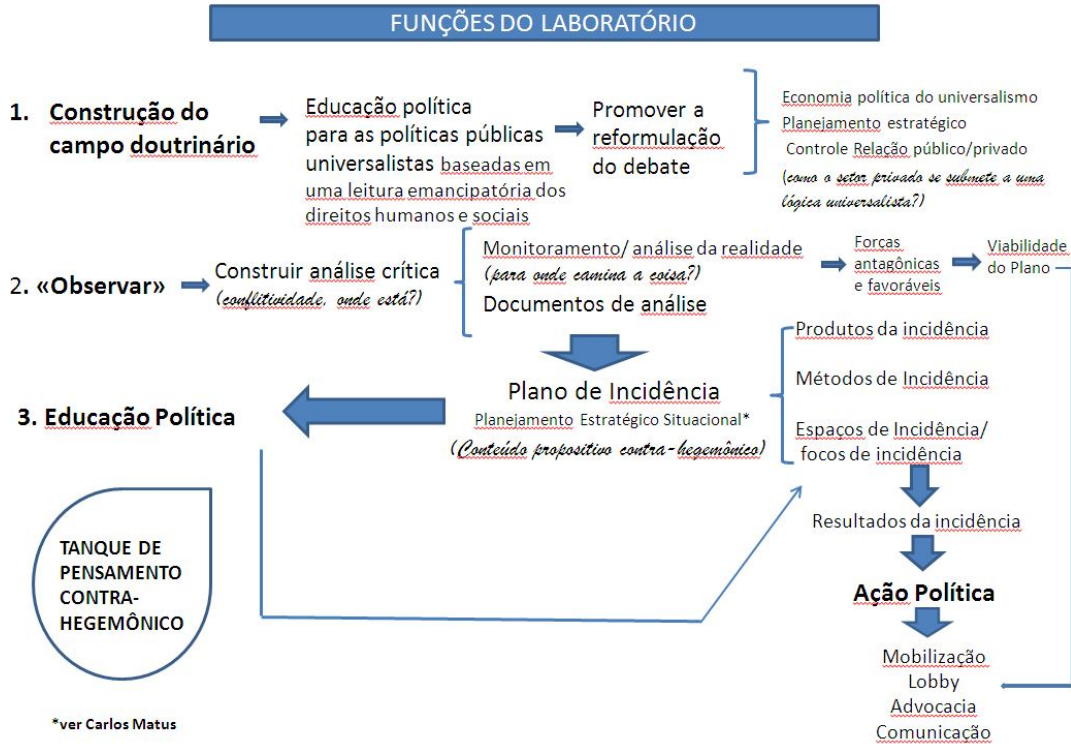 FUNÇÕES DO LABORATÓRIO
1. Construção do
campo doutrinário
Educação política
para as políticas públicas
universalistas baseadas em
uma leitura emancipatória dos
direitos humanos e sociais
Promover a
reformulação
do debate
Economia política do universalismo
Planejamento estratégico
Controle Relação público/privado
(como o setor privado se submete a uma
lógica universalista?)
2. «Observar»
Construir análise crítica
(conflitividade, onde está?)
Monitoramento/ análise da realidade
(para onde camina a coisa?)
Documentos de análise
Forças
antagônicas
e favoráveis
Viabilidade
do Plano
3. Educação Política
Plano de Incidência
Planejamento Estratégico Situacional*
(Conteúdo propositivo contra-hegemônico)
Produtos da incidência
Métodos de Incidência
Espaços de Incidência/
focos de incidência
Resultados da incidência
Ação Política
Mobilização
Lobby
Advocacia
Comunicação
TANQUE DE
PENSAMENTO
CONTRA-
HEGEMÔNICO
*ver Carlos Matus